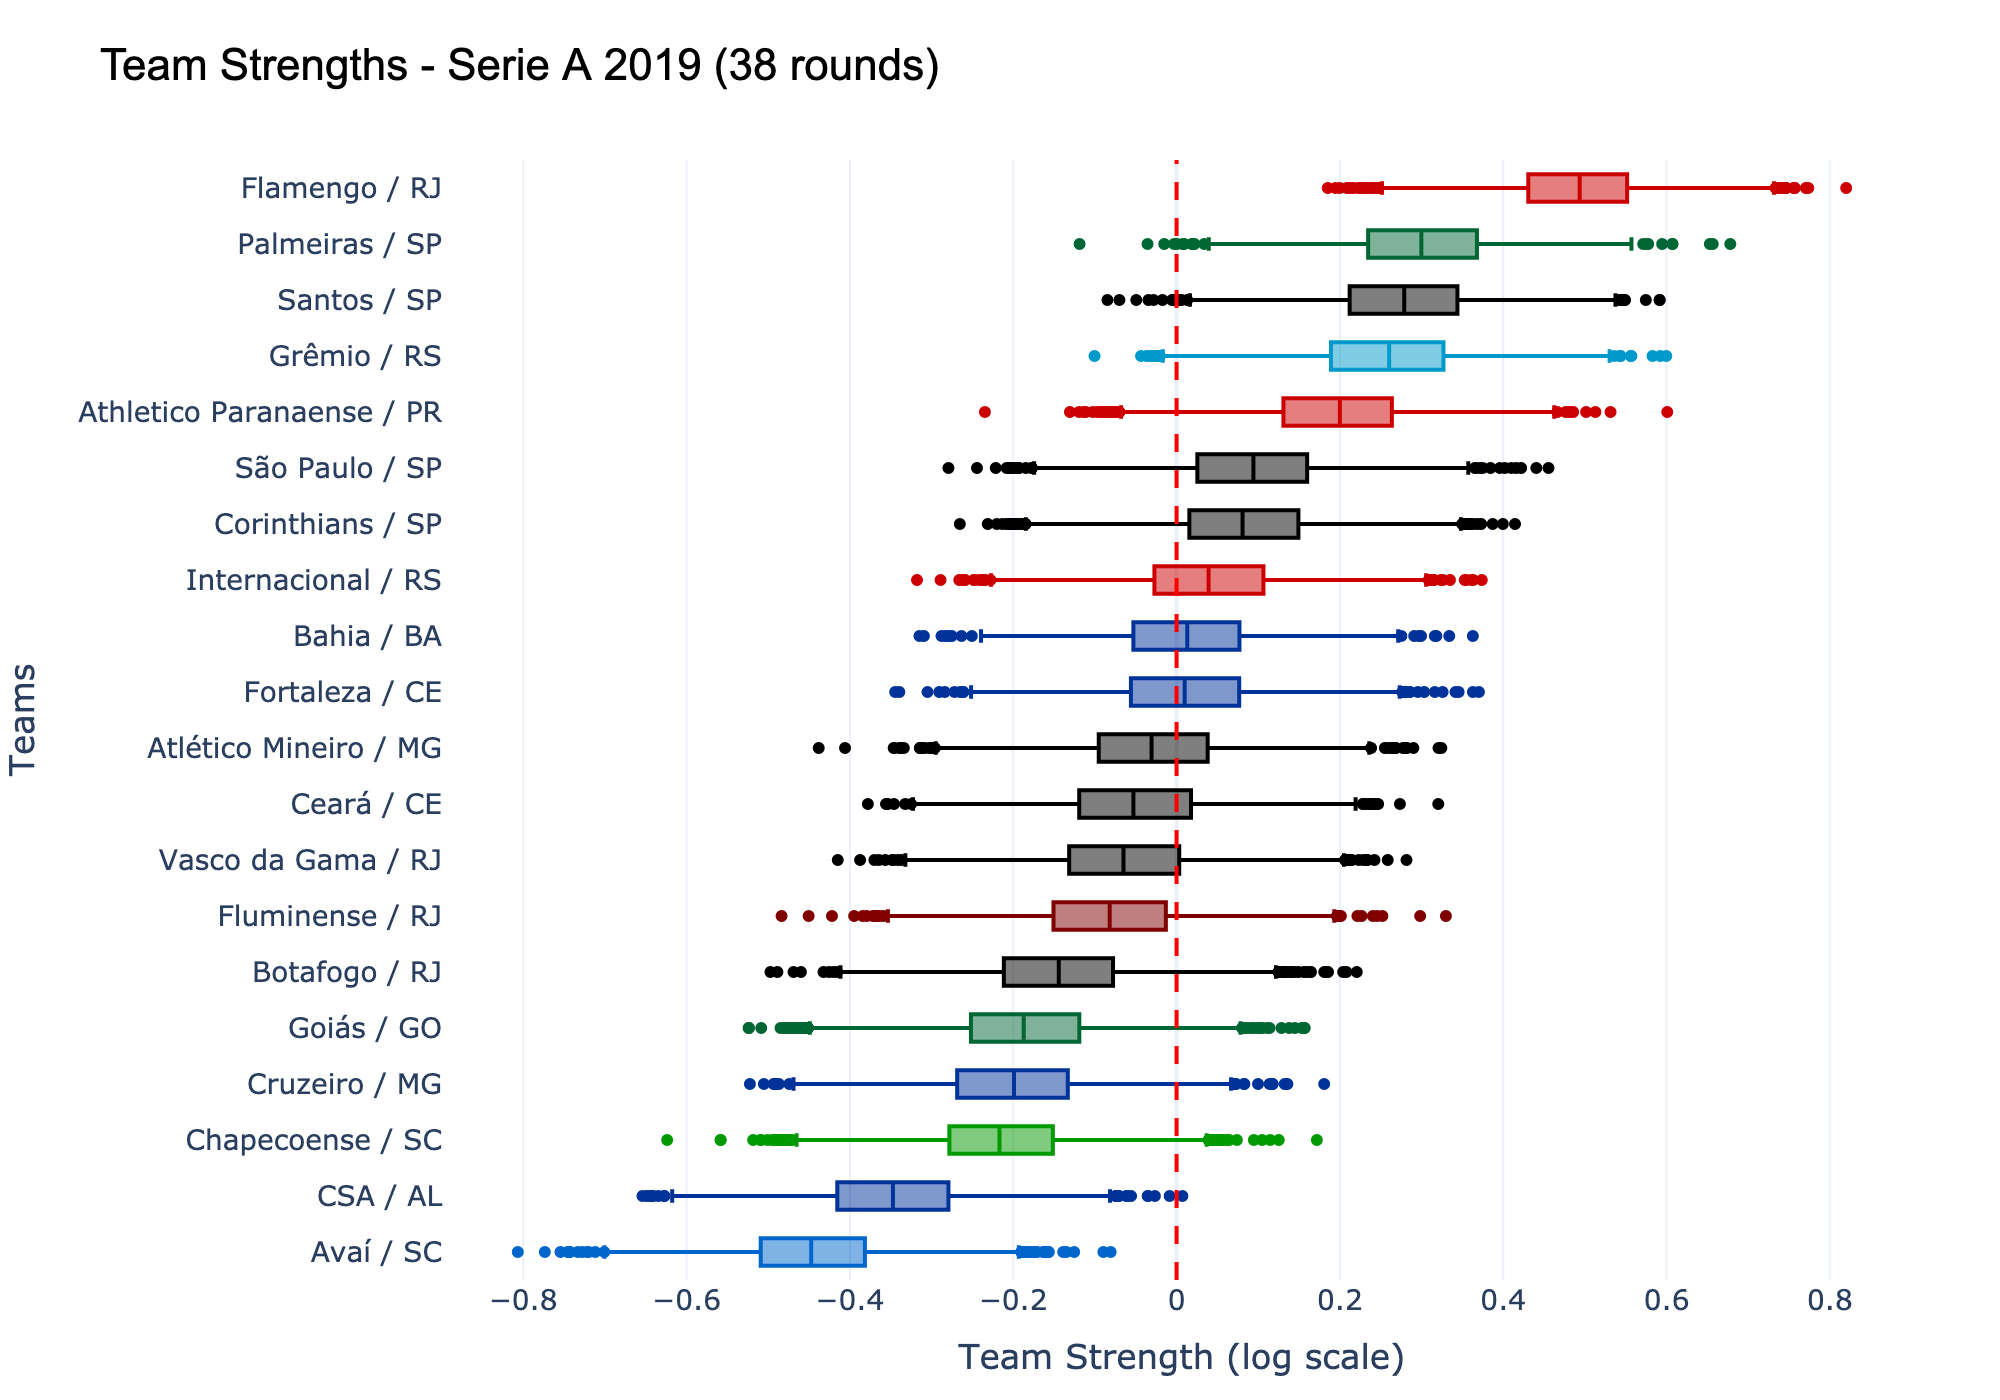 Team Strengths - Serie A 2019 (38 rounds)
Teams
Flamengo / RJ
Palmeiras / SP
Santos / SP
Grêmio / RS
Athletico Paranaense / PR
São Paulo / SP
Corinthians / SP
Internacional / RS
Bahia / BA
Fortaleza / CE
Atlético Mineiro / MG
Ceará / CE
Vasco da Gama / RJ
Fluminense / RJ
Botafogo / RJ
Goiás / GO
Cruzeiro / MG
Chapecoense / SC
CSA / AL
Avaí / SC
−0.8 −0.6 −0.4 −0.2 0 0.2 0.4 0.6 0.8
Team Strength (log scale)